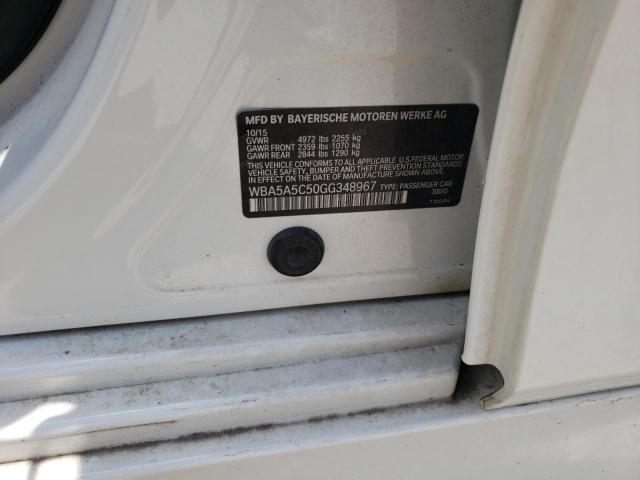 MFD BY BAYERISCHE MOTOREN WERKE AG
10/15
GVWR 4972 lbs 2255 kg
GAWR FRONT 2359 lbs 1070 kg
GAWR REAR 2844 lbs 1290 kg
THIS VEHICLE CONFORMS TO ALL APPLICABLE U.S.FEDERAL MOTOR
VEHICLE SAFETY, BUMPER, AND THEFT PREVENTION STANDARDS
IN EFFECT ON THE DATE OF MANUFACTURE SHOWN ABOVE.
WBA5A5C50GG348967 TYPE: PASSENGER CAR
300/0